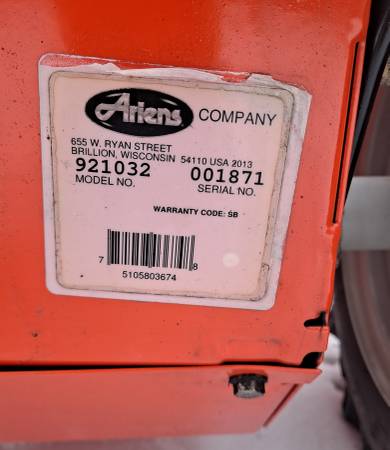 Ariens COMPANY
655 W. RYAN STREET
BRILLION, WISCONSIN 54110 USA 2013
921032 001871
MODEL NO. SERIAL NO.
WARRANTY CODE: SB
7 8
5105803674